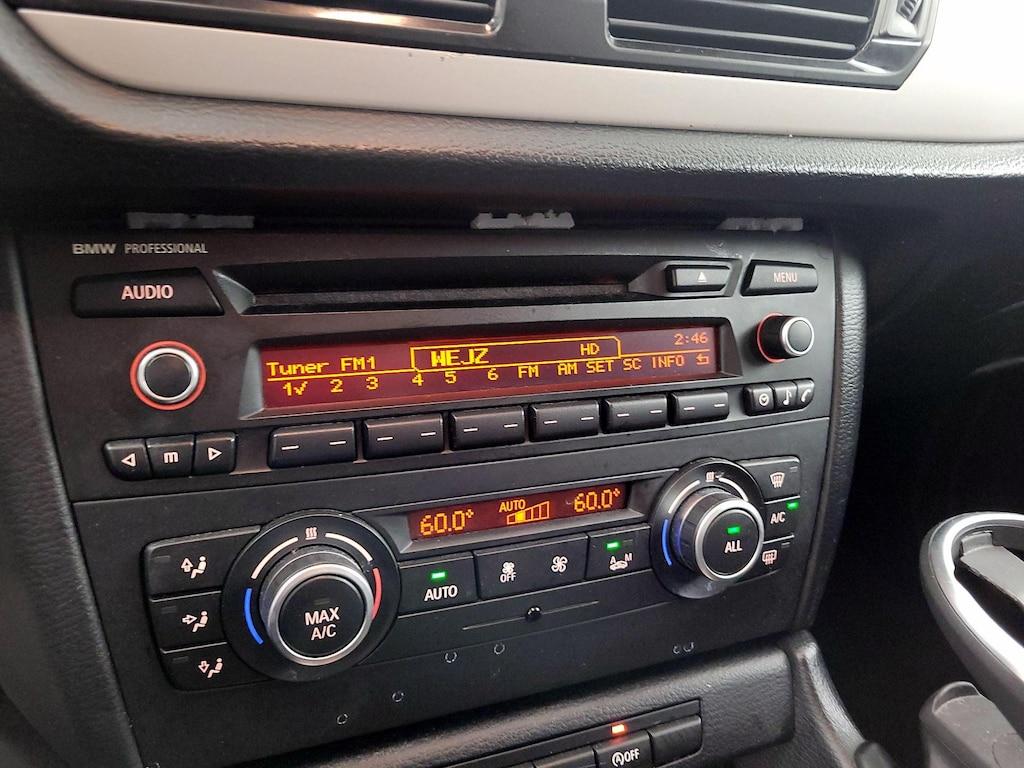 BMW PROFESSIONAL
AUDIO
MENU
Tuner FM1 WEJZ HD 2:46
1✓ 2 3 4 5 6 FM AM SET SC INFO
m
60.0° AUTO 60.0°
A/C
ALL
AUTO
OFF
A M
MAX
A/C
A OFF